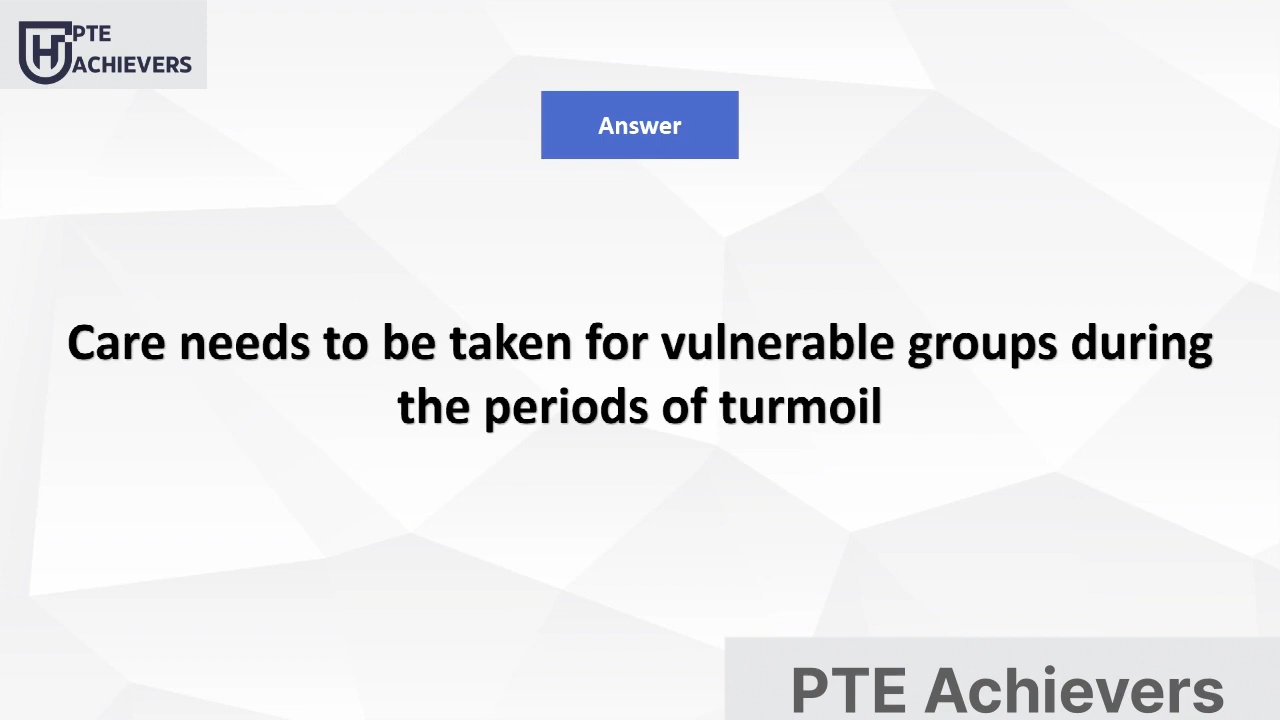 PTE
ACHIEVERS
Answer
Care needs to be taken for vulnerable groups during
the periods of turmoil
PTE Achievers